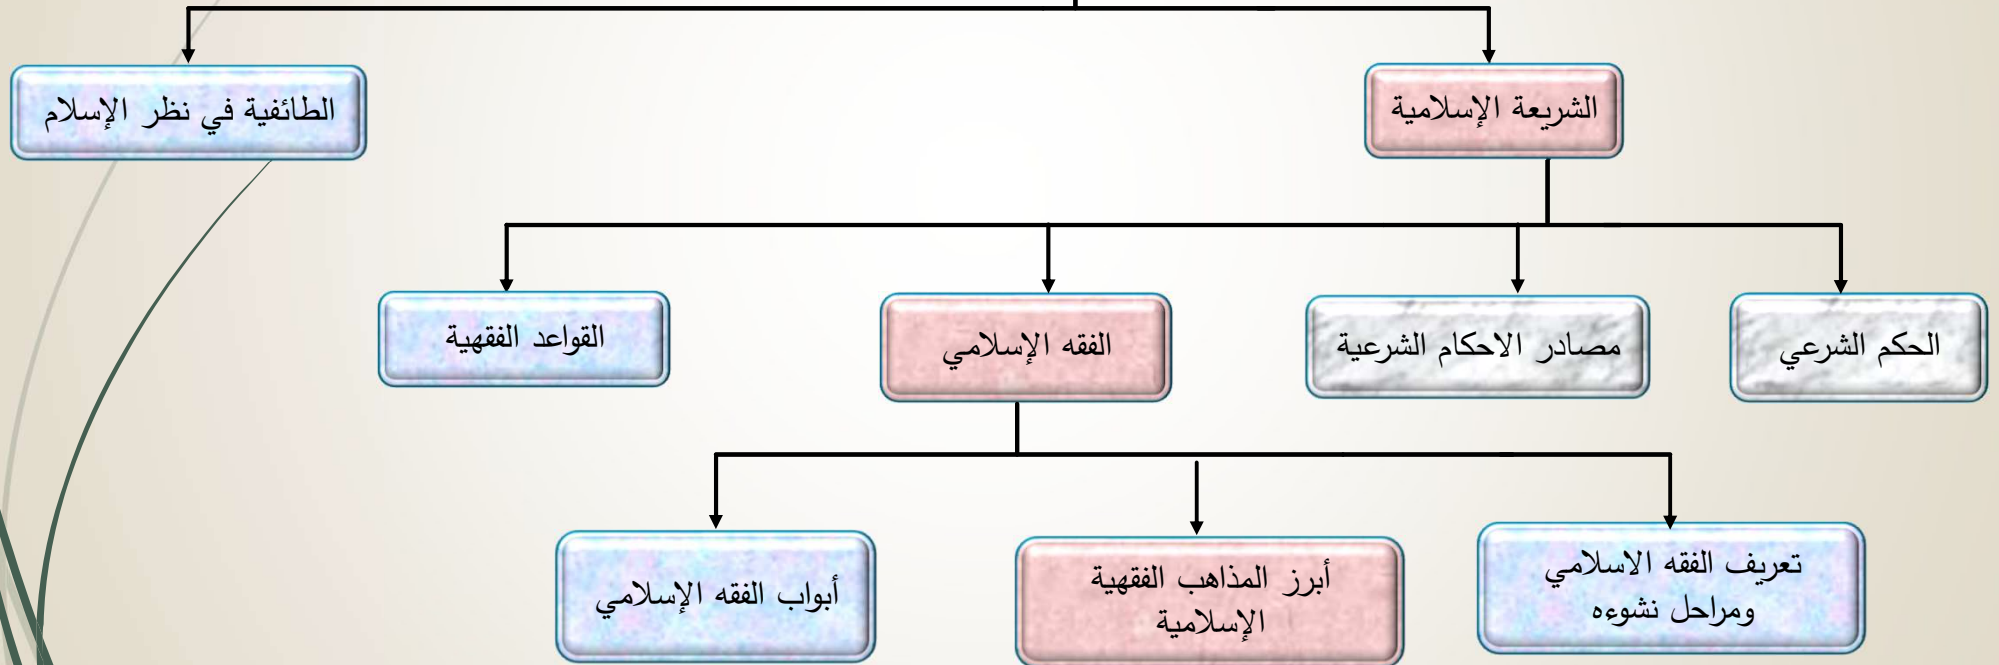 الشريعة الإسلامية
الطائفية في نظر الإسلام
الحكم الشرعي
مصادر الاحكام الشرعية
الفقه الإسلامي
القواعد الفقهية
تعريف الفقه الاسلامي
ومراحل نشوءه
أبرز المذاهب الفقهية
الإسلامية
أبواب الفقه الإسلامي